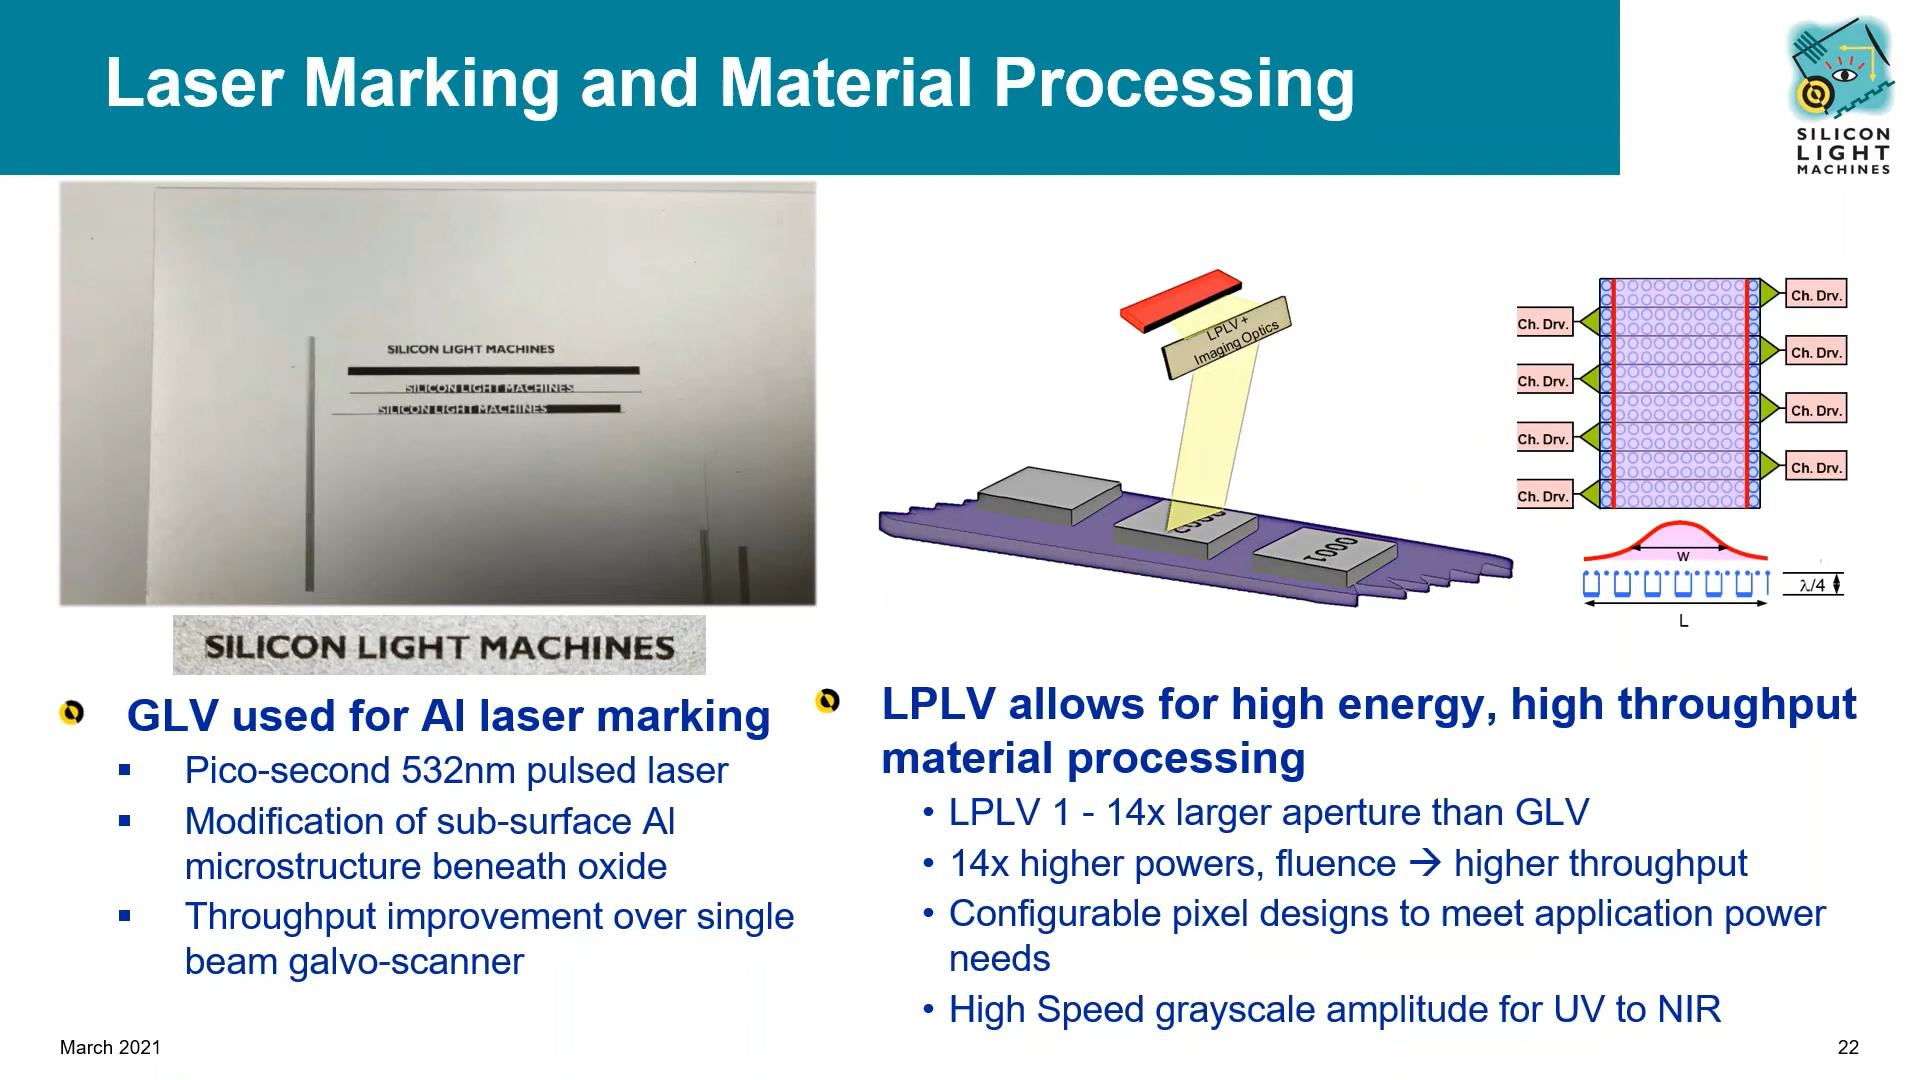 Laser Marking and Material Processing
SILICON
LIGHT
MACHINES
SILICON LIGHT MACHINES
SILICON LIGHT MACHINES
SILICON LIGHT MACHINES
SILICON LIGHT MACHINES
LPLV +
Imaging Optics
2000
1000
Ch. Drv.
Ch. Drv.
Ch. Drv.
Ch. Drv.
Ch. Drv.
Ch. Drv.
Ch. Drv.
Ch. Drv.
w
λ/4
L
GLV used for Al laser marking
Pico-second 532nm pulsed laser
Modification of sub-surface Al
microstructure beneath oxide
Throughput improvement over single
beam galvo-scanner
LPLV allows for high energy, high throughput
material processing
• LPLV 1 - 14x larger aperture than GLV
• 14x higher powers, fluence → higher throughput
• Configurable pixel designs to meet application power
needs
• High Speed grayscale amplitude for UV to NIR
March 2021
22